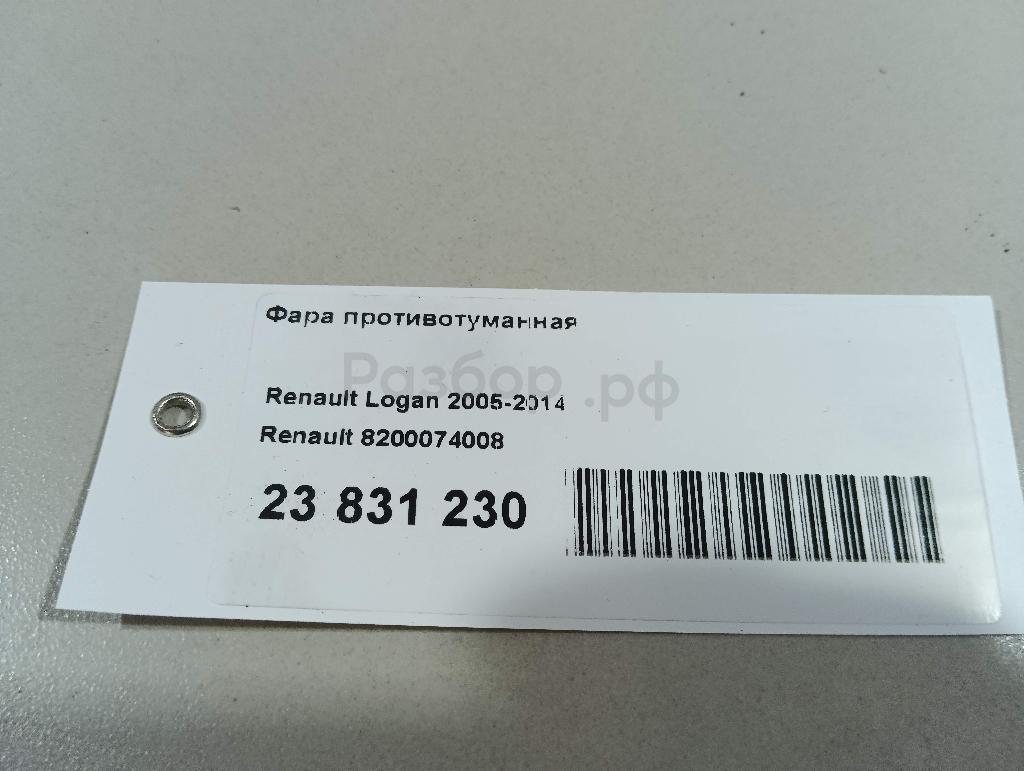 Фара противотуманная
Разбор.рф
Renault Logan 2005-2014
Renault 8200074008
23 831 230